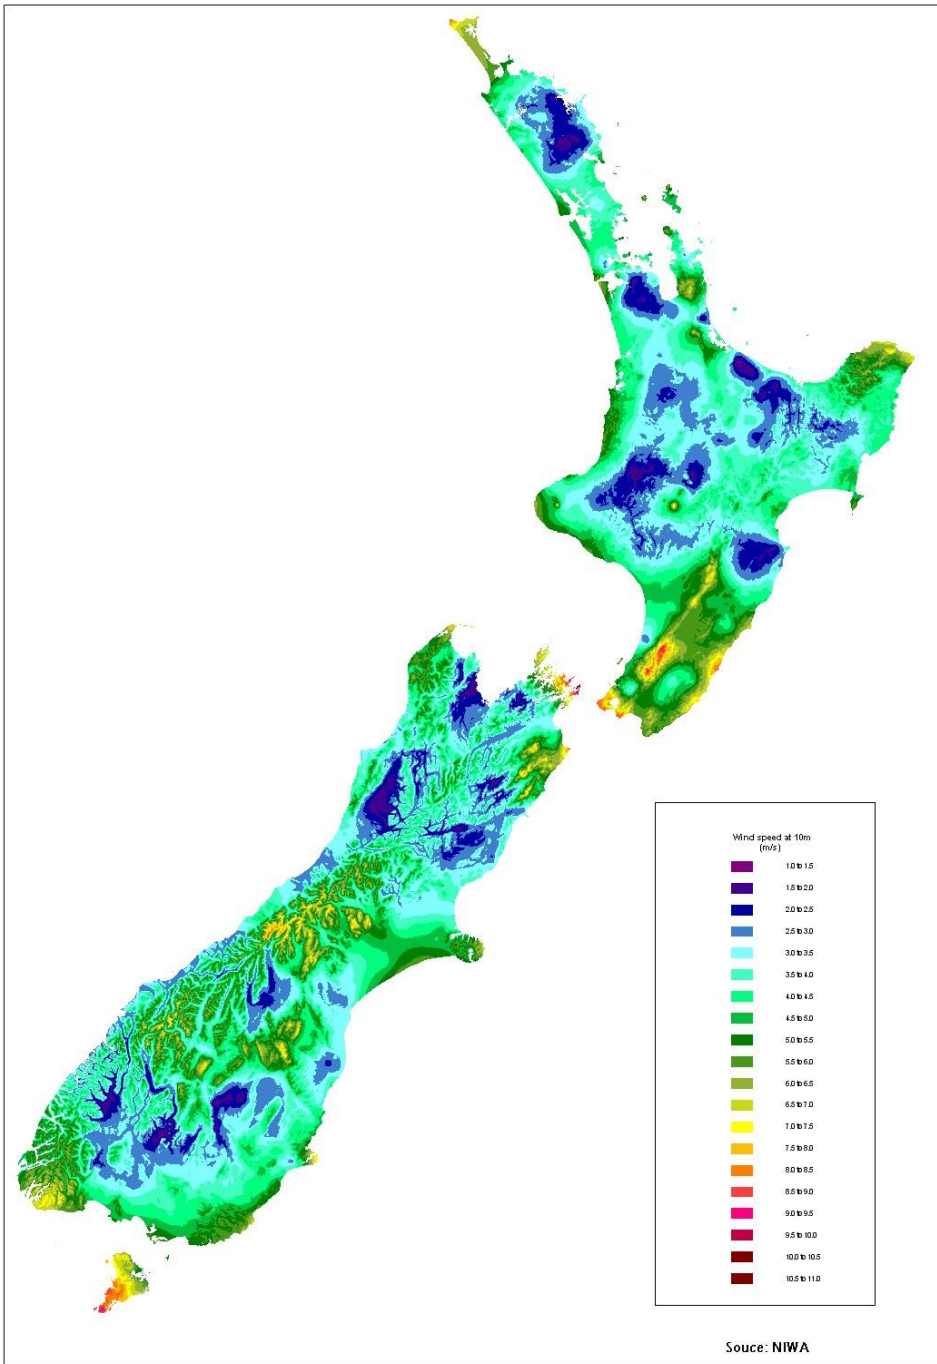 Wind speed at 10m
(m/s)
1.0 to 1.5
1.5 to 2.0
2.0 to 2.5
2.5 to 3.0
3.0 to 3.5
3.5 to 4.0
4.0 to 4.5
4.5 to 5.0
5.0 to 5.5
5.5 to 6.0
6.0 to 6.5
6.5 to 7.0
7.0 to 7.5
7.5 to 8.0
8.0 to 8.5
8.5 to 9.0
9.0 to 9.5
9.5 to 10.0
10.0 to 10.5
10.5 to 11.0
Souce: NIWA